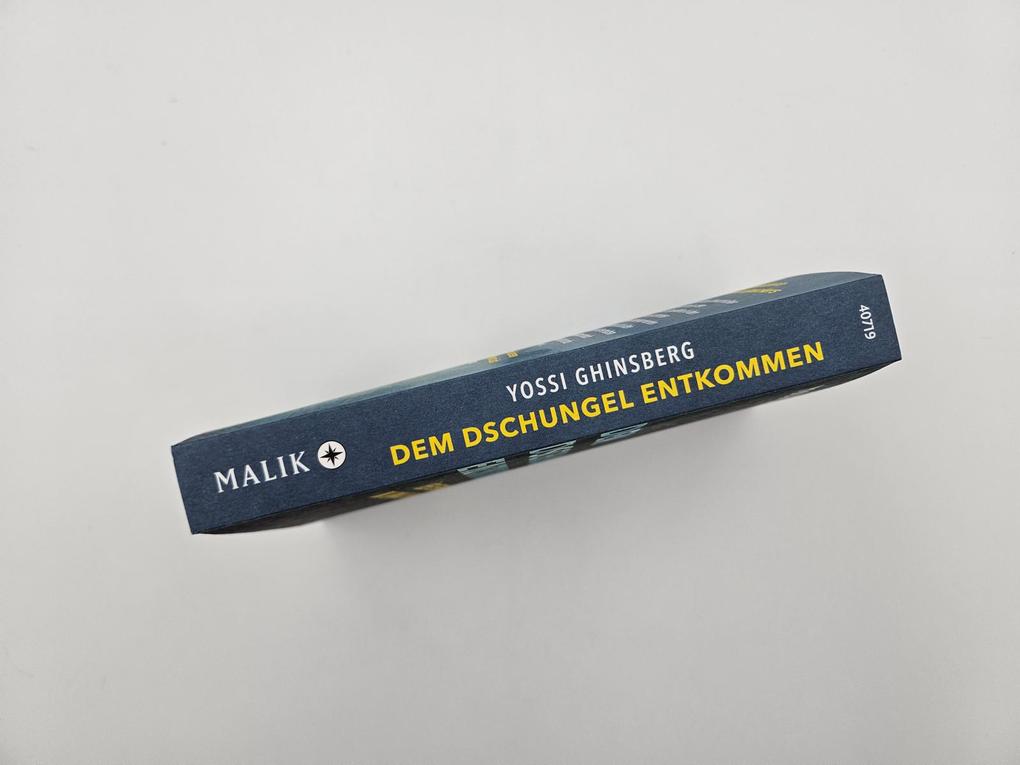 YOSSI GHINSBERG
DEM DSCHUNGEL ENTKOMMEN
MALIK
40719